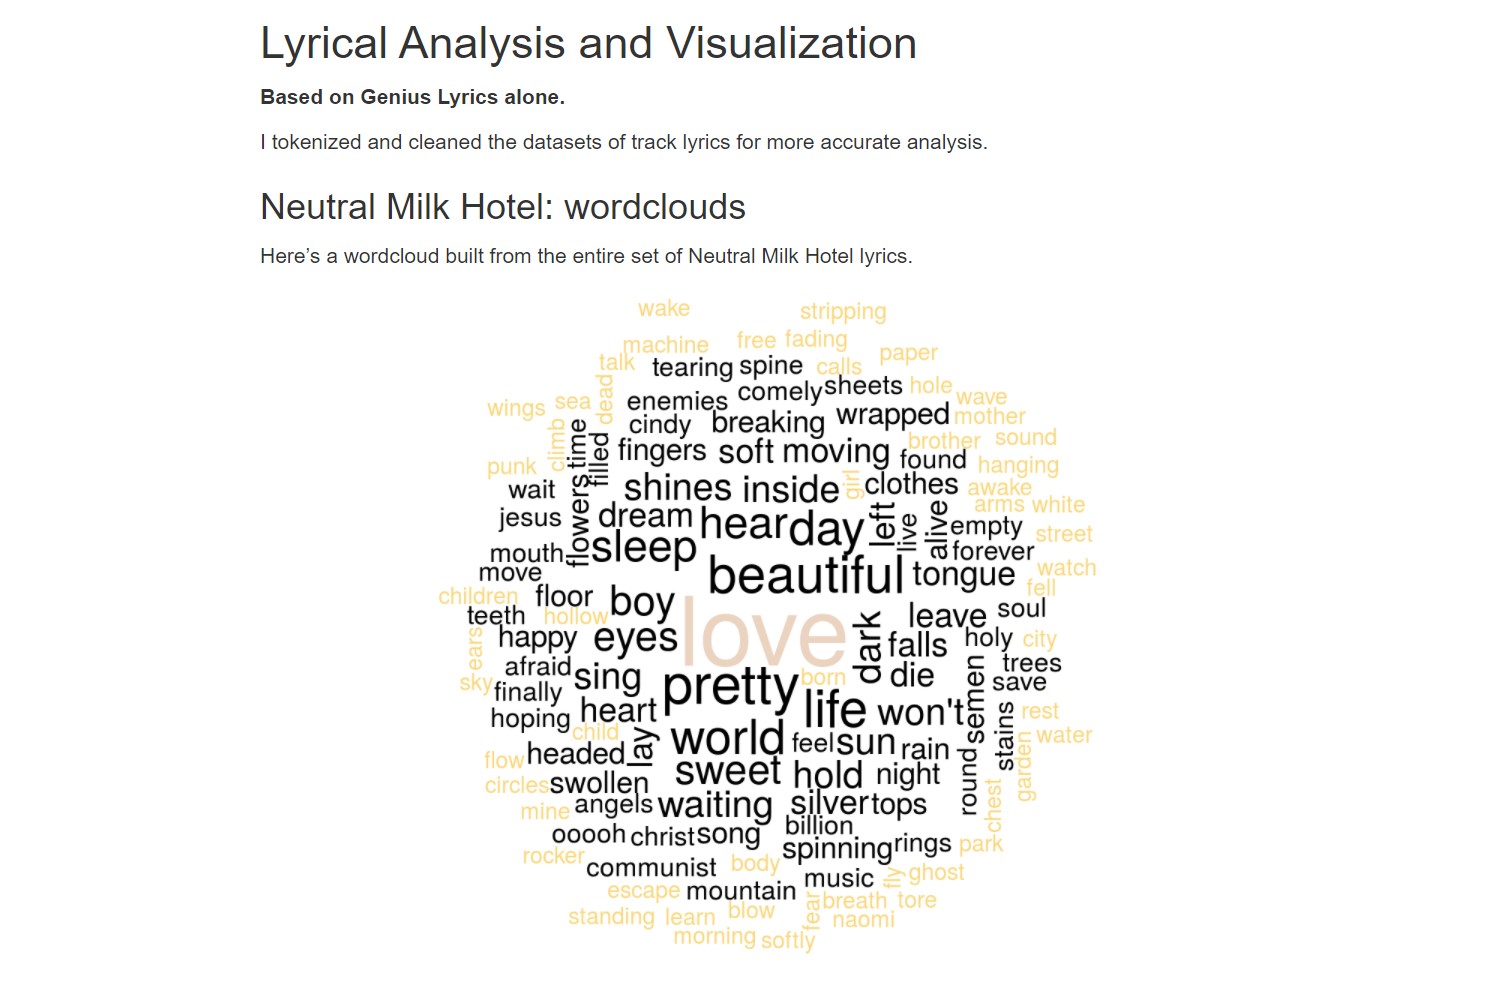 Lyrical Analysis and Visualization
Based on Genius Lyrics alone.
I tokenized and cleaned the datasets of track lyrics for more accurate analysis.
Neutral Milk Hotel: wordclouds
Here’s a wordcloud built from the entire set of Neutral Milk Hotel lyrics.
wake
stripping
machine
free
fading
talk
tearing
spine
calls
paper
dead
comely
sheets
hole
wings
sea
enemies
wave
climb
time
cindy
breaking
wrapped
mother
filled
fingers
soft
moving
brother
sound
punk
found
hanging
wait
shines
inside
girl
clothes
awake
jesus
flowers
dream
hear
day
left
live
alive
arms
white
empty
street
mouth
sleep
forever
move
beautiful
tongue
watch
children
floor
boy
fell
teeth
hollow
love
dark
leave
soul
ears
happy
eyes
falls
holy
city
afraid
sing
born
die
semen
trees
sky
finally
pretty
save
hoping
heart
life
won't
stains
rest
child
lay
world
feel
sun
rain
water
flow
headed
round
garden
circles
swollen
sweet
hold
night
chest
mine
angels
waiting
silver
tops
ooooh
christ
song
billion
rocker
spinning
rings
park
communist
body
music
fly
ghost
escape
mountain
fear
breath
tore
standing
learn
blow
naomi
morning
softly